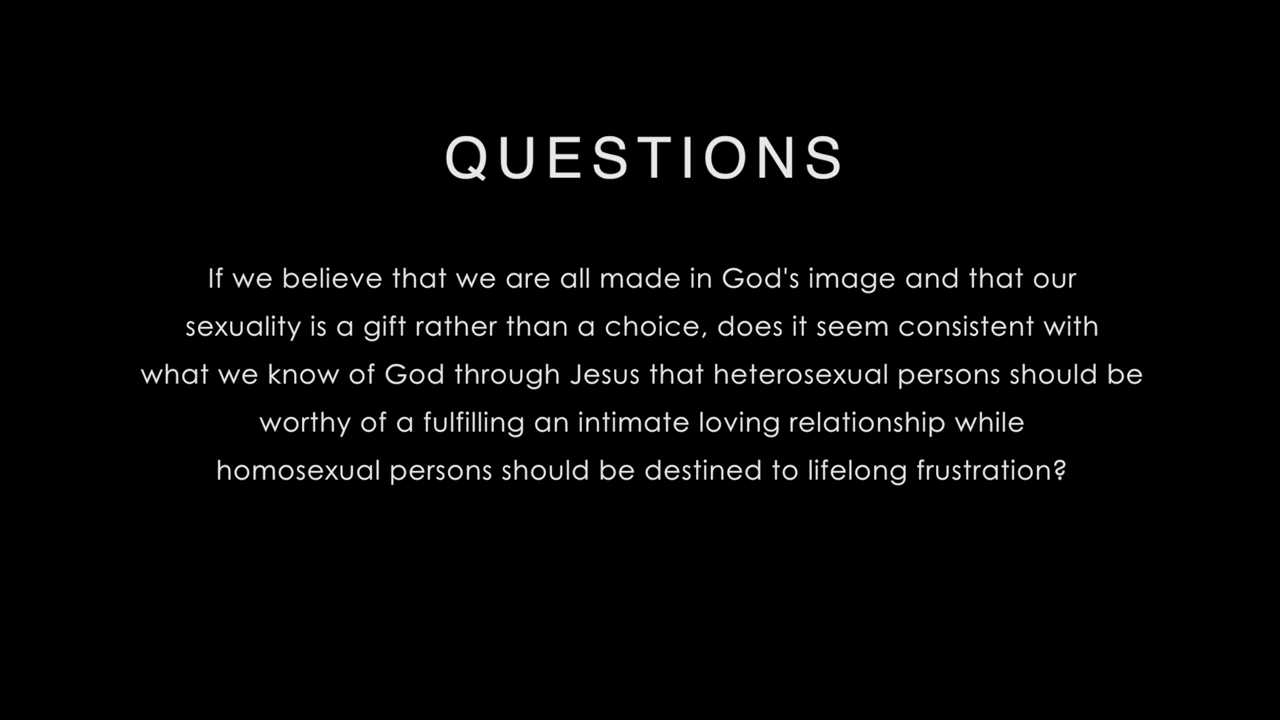 QUESTIONS
If we believe that we are all made in God's image and that our
sexuality is a gift rather than a choice, does it seem consistent with
what we know of God through Jesus that heterosexual persons should be
worthy of a fulfilling an intimate loving relationship while
homosexual persons should be destined to lifelong frustration?